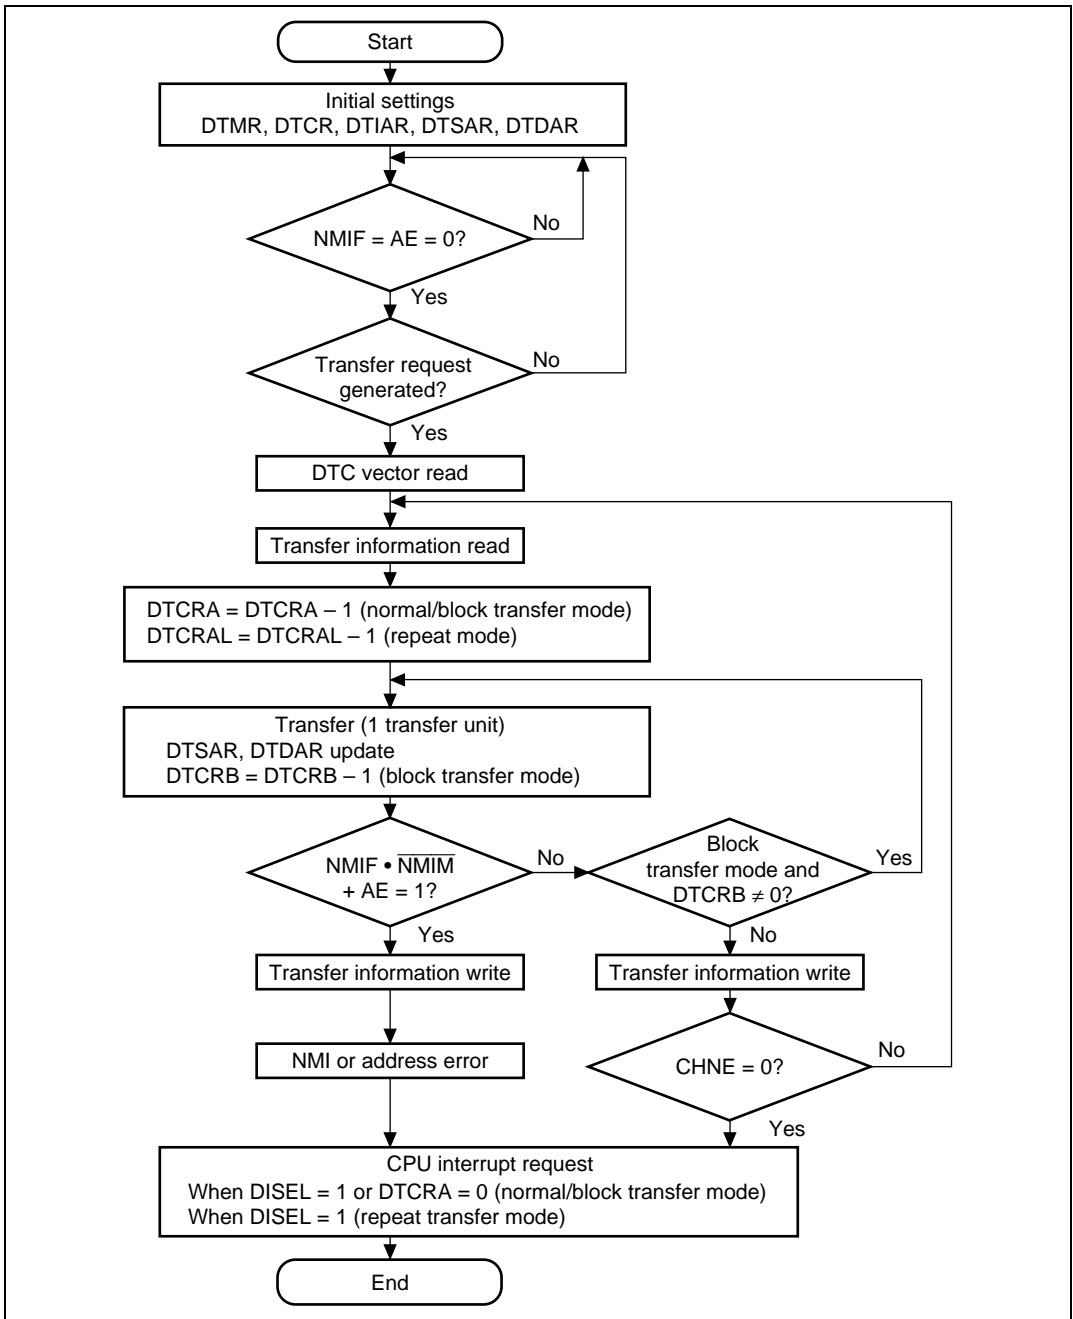 Start
Initial settings
DTMR, DTCR, DTIAR, DTSAR, DTDAR
NMIF = AE = 0?
No
Yes
Transfer request
generated?
No
Yes
DTC vector read
Transfer information read
DTCRA = DTCRA – 1 (normal/block transfer mode)
DTCRAL = DTCRAL – 1 (repeat mode)
Transfer (1 transfer unit)
DTSAR, DTDAR update
DTCRB = DTCRB – 1 (block transfer mode)
NMIF • N̅M̅I̅M̅
+ AE = 1?
No
Yes
Block
transfer mode and
DTCRB ≠ 0?
Yes
No
Transfer information write
Transfer information write
NMI or address error
CHNE = 0?
No
Yes
CPU interrupt request
When DISEL = 1 or DTCRA = 0 (normal/block transfer mode)
When DISEL = 1 (repeat transfer mode)
End